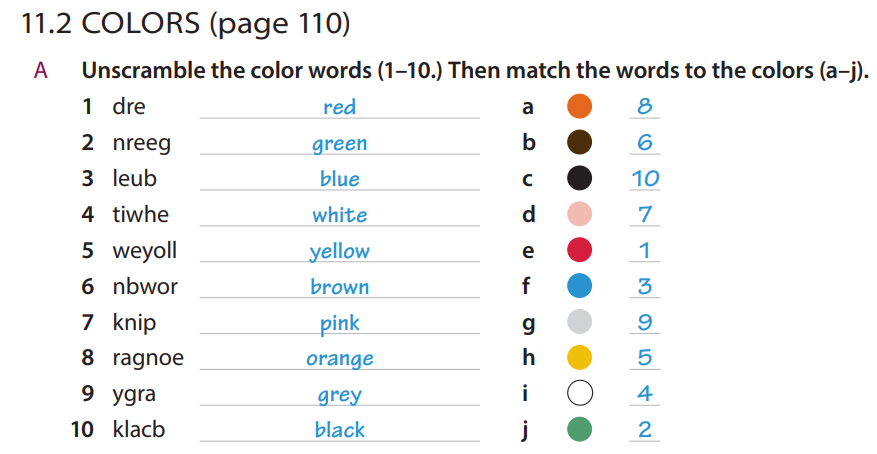 11.2 COLORS (page 110)
A Unscramble the color words (1–10.) Then match the words to the colors (a–j).
1 dre red a 8
2 nreeg green b 6
3 leub blue c 10
4 tiwhe white d 7
5 weyoll yellow e 1
6 nbwor brown f 3
7 knip pink g 9
8 ragnoe orange h 5
9 ygra grey i 4
10 klacb black j 2